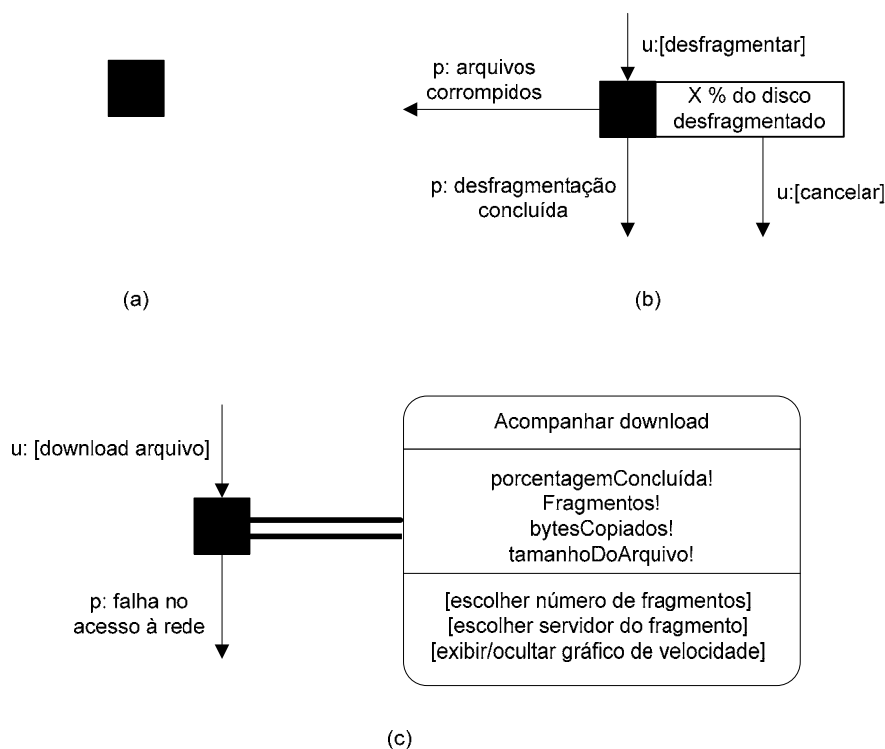 u:[desfragmentar]
p: arquivos
corrompidos
X % do disco
desfragmentado
p: desfragmentação
concluída
u:[cancelar]
(a)
(b)
u: [download arquivo]
p: falha no
acesso à rede
Acompanhar download
porcentagemConcluída!
Fragmentos!
bytesCopiados!
tamanhoDoArquivo!
[escolher número de fragmentos]
[escolher servidor do fragmento]
[exibir/ocultar gráfico de velocidade]
(c)